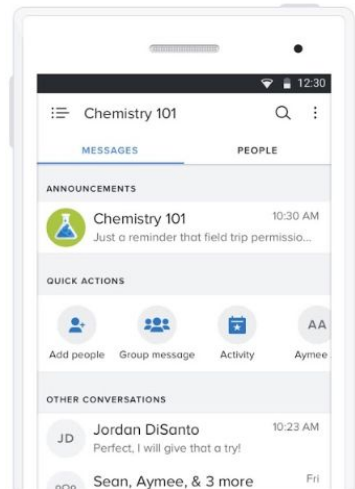 12:30
Chemistry 101
MESSAGES PEOPLE
ANNOUNCEMENTS
Chemistry 101 10:30 AM
Just a reminder that field trip permissio...
QUICK ACTIONS
AA
Add people Group message Activity Aymee
OTHER CONVERSATIONS
JD Jordan DiSanto 10:23 AM
Perfect, I will give that a try!
Sean, Aymee, & 3 more Fri